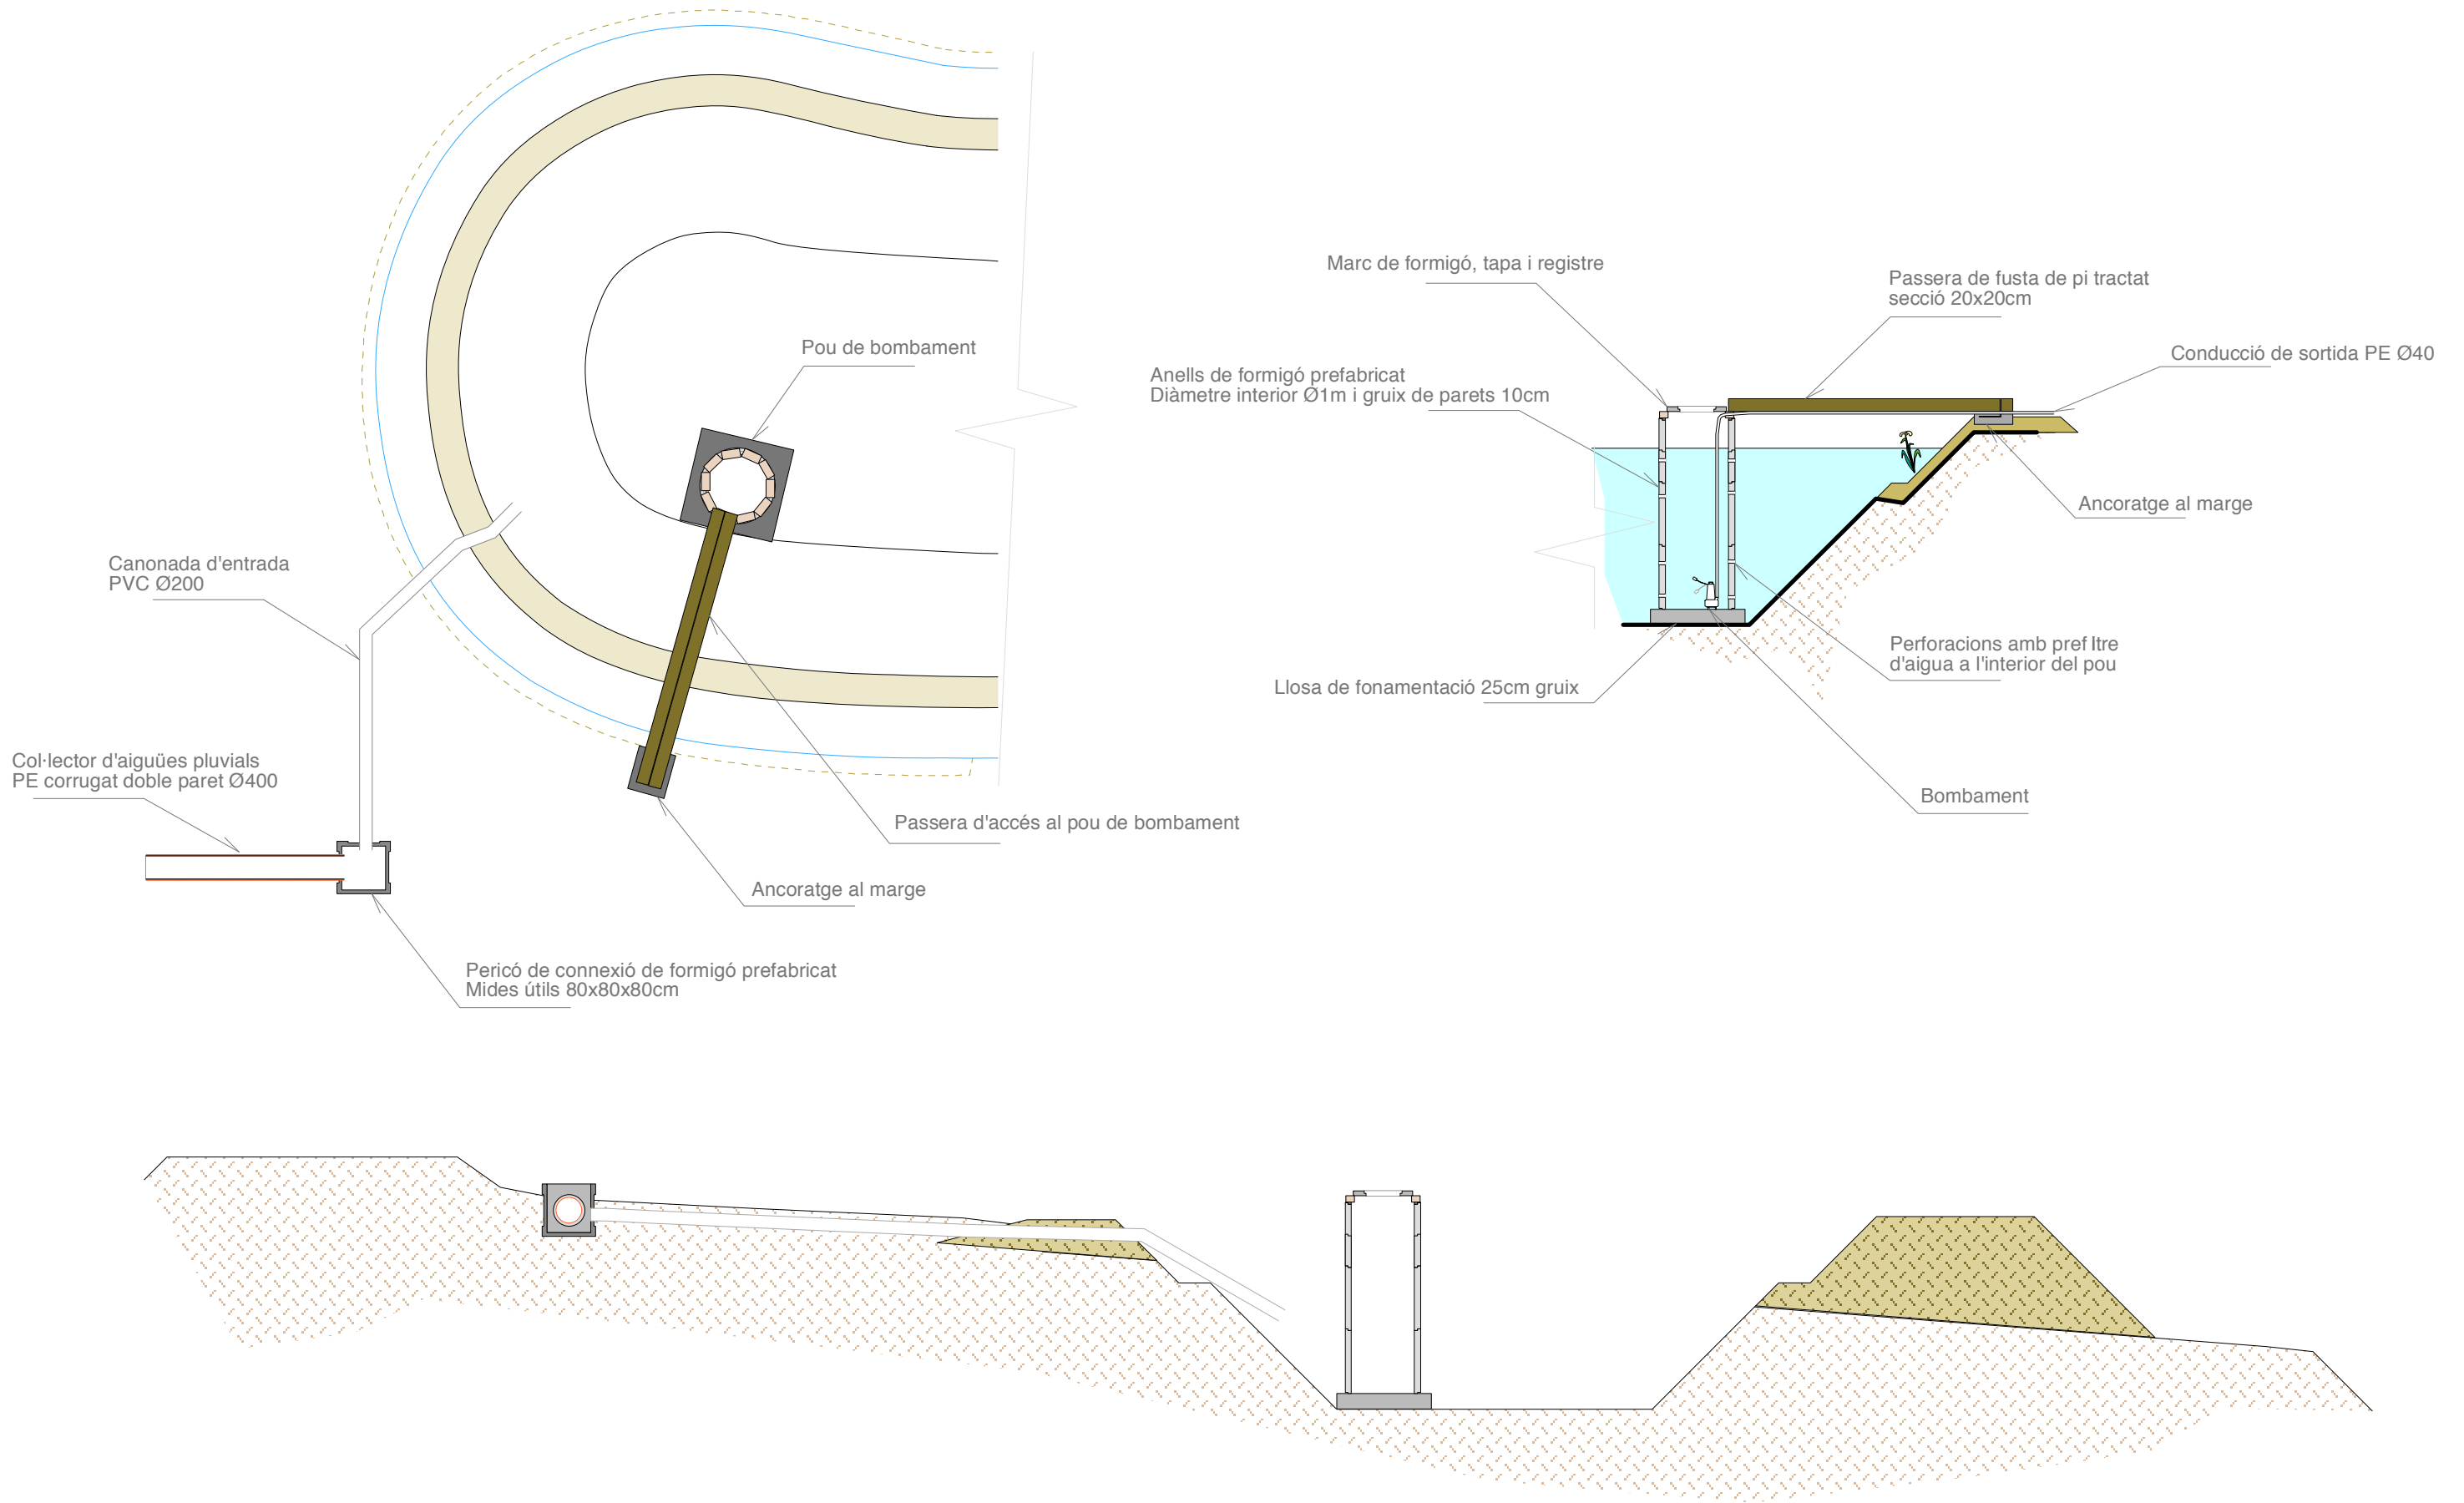 Pou de bombament
Canonada d'entrada
PVC Ø200
Col·lector d'aigües pluvials
PE corrugat doble paret Ø400
Passera d'accés al pou de bombament
Ancoratge al marge
Pericó de connexió de formigó prefabricat
Mides útils 80x80x80cm
Marc de formigó, tapa i registre
Passera de fusta de pi tractat
secció 20x20cm
Conducció de sortida PE Ø40
Anells de formigó prefabricat
Diàmetre interior Ø1m i gruix de parets 10cm
Ancoratge al marge
Perforacions amb pref ltre
d'aigua a l'interior del pou
Llosa de fonamentació 25cm gruix
Bombament